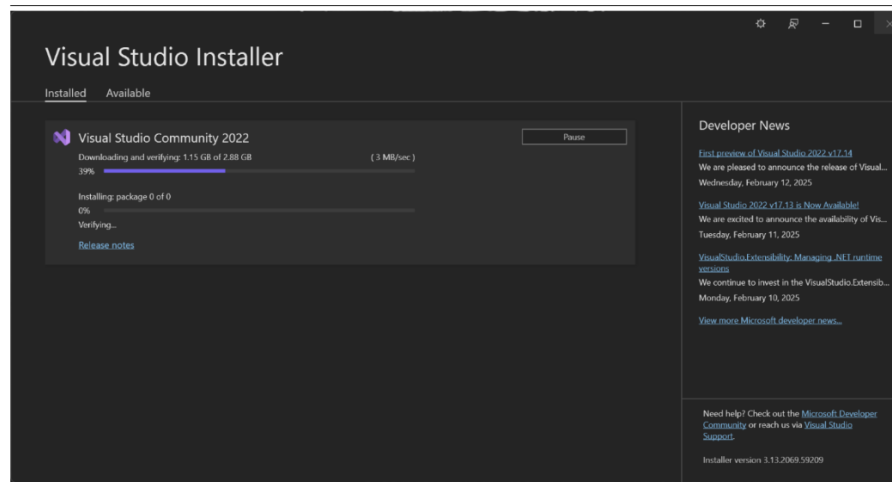 Visual Studio Installer
Installed Available
Visual Studio Community 2022
Pause
Downloading and verifying: 1.15 GB of 2.88 GB ( 3 MB/sec )
39%
Installing: package 0 of 0
0%
Verifying...
Release notes
Developer News
First preview of Visual Studio 2022 v17.14
We are pleased to announce the release of Visual...
Wednesday, February 12, 2025
Visual Studio 2022 v17.13 is Now Available!
We are excited to announce the availability of Vis...
Tuesday, February 11, 2025
VisualStudio.Extensibility: Managing .NET runtime
versions
We continue to invest in the VisualStudio.Extensib...
Monday, February 10, 2025
View more Microsoft developer news...
Need help? Check out the Microsoft Developer
Community or reach us via Visual Studio
Support.
Installer version 3.13.2069.59209